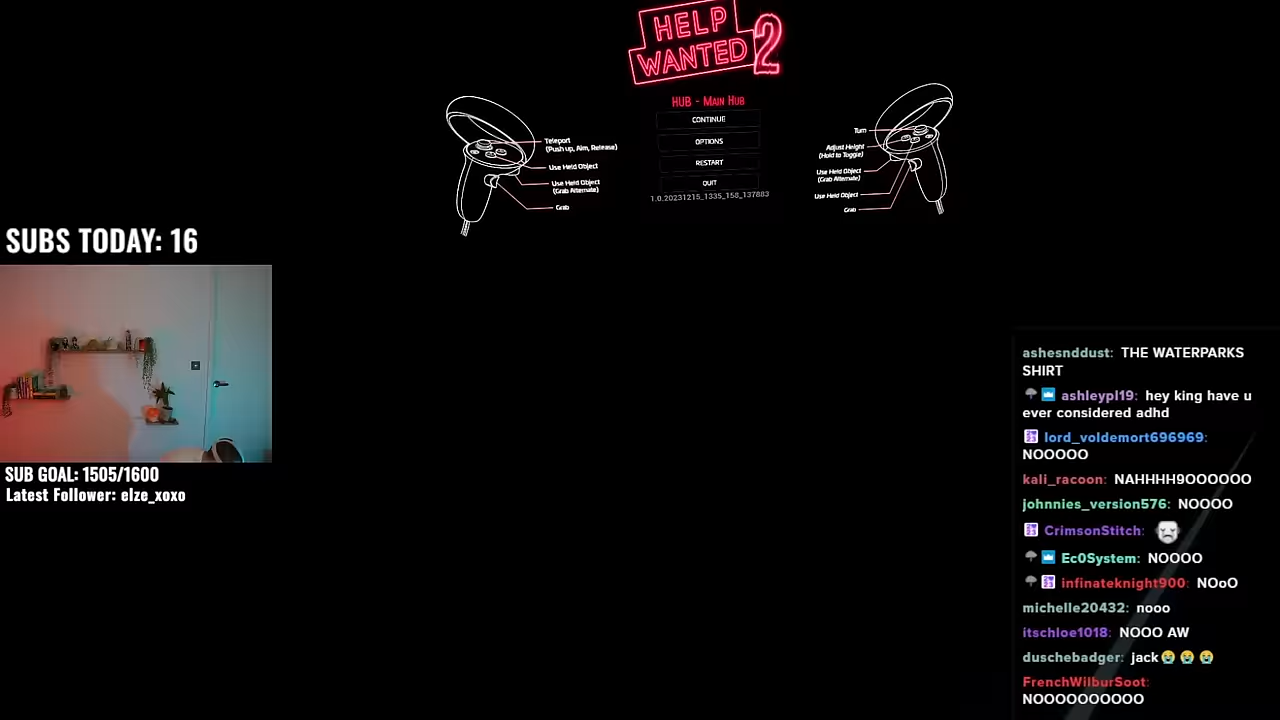 HELP
WANTED 2
HUB - MAIN HUB
CONTINUE
OPTIONS
RESTART
QUIT
1.0.20231215_1335_158_137883
Teleport
(Push up, Aim, Release)
Use Held Object
Use Held Object
(Grab Alternate)
Grab
Turn
Adjust Height
(Hold to Toggle)
Use Held Object
(Grab Alternate)
Use Held Object
Grab
SUBS TODAY: 16
SUB GOAL: 1505/1600
Latest Follower: elze_xoxo
ashesnddust: THE WATERPARKS
SHIRT
ashleypl19: hey king have u
ever considered adhd
lord_voldemort696969:
NOOOOO
kali_racoon: NAHHHH9OOOOOO
johnnies_version576: NOOOO
CrimsonStitch:
Ec0System: NOOOO
infinateknight900: NOoO
michelle20432: nooo
itschloe1018: NOOO AW
duschebadger: jack😭😭😭
FrenchWilburSoot:
NOOOOOOOOOO